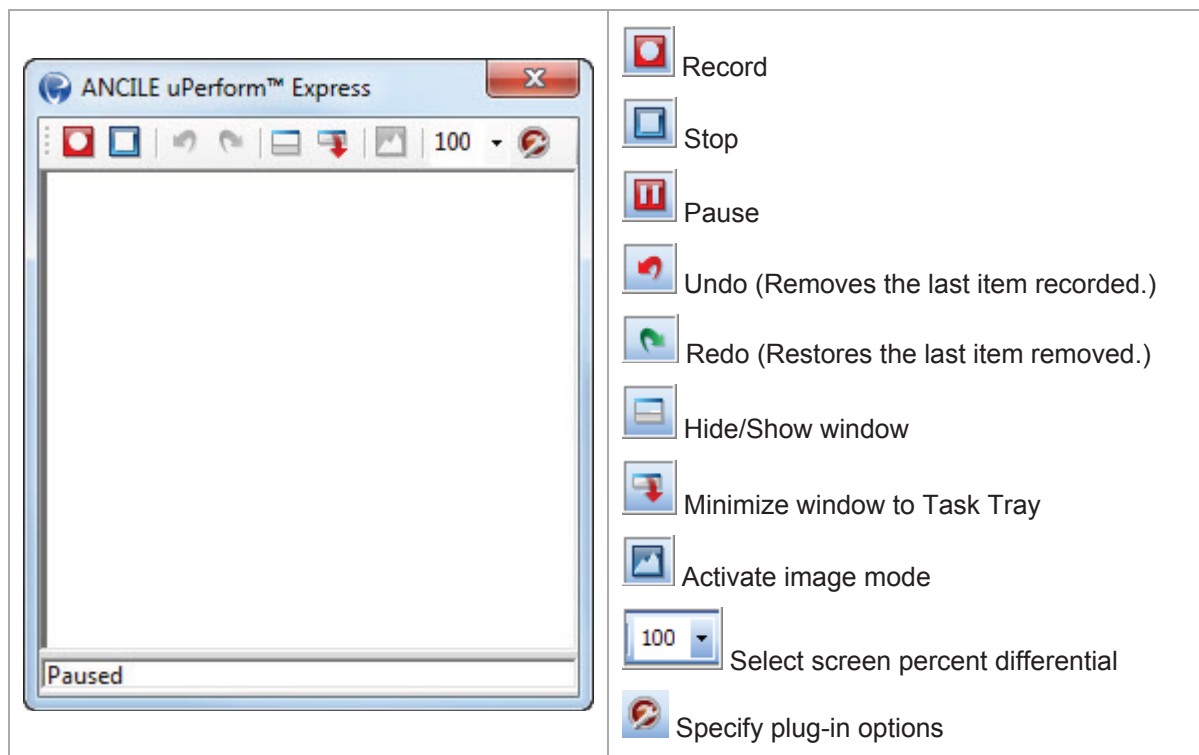 ANCILE uPerform™ Express
100
Paused
Record
Stop
Pause
Undo (Removes the last item recorded.)
Redo (Restores the last item removed.)
Hide/Show window
Minimize window to Task Tray
Activate image mode
100 Select screen percent differential
Specify plug-in options